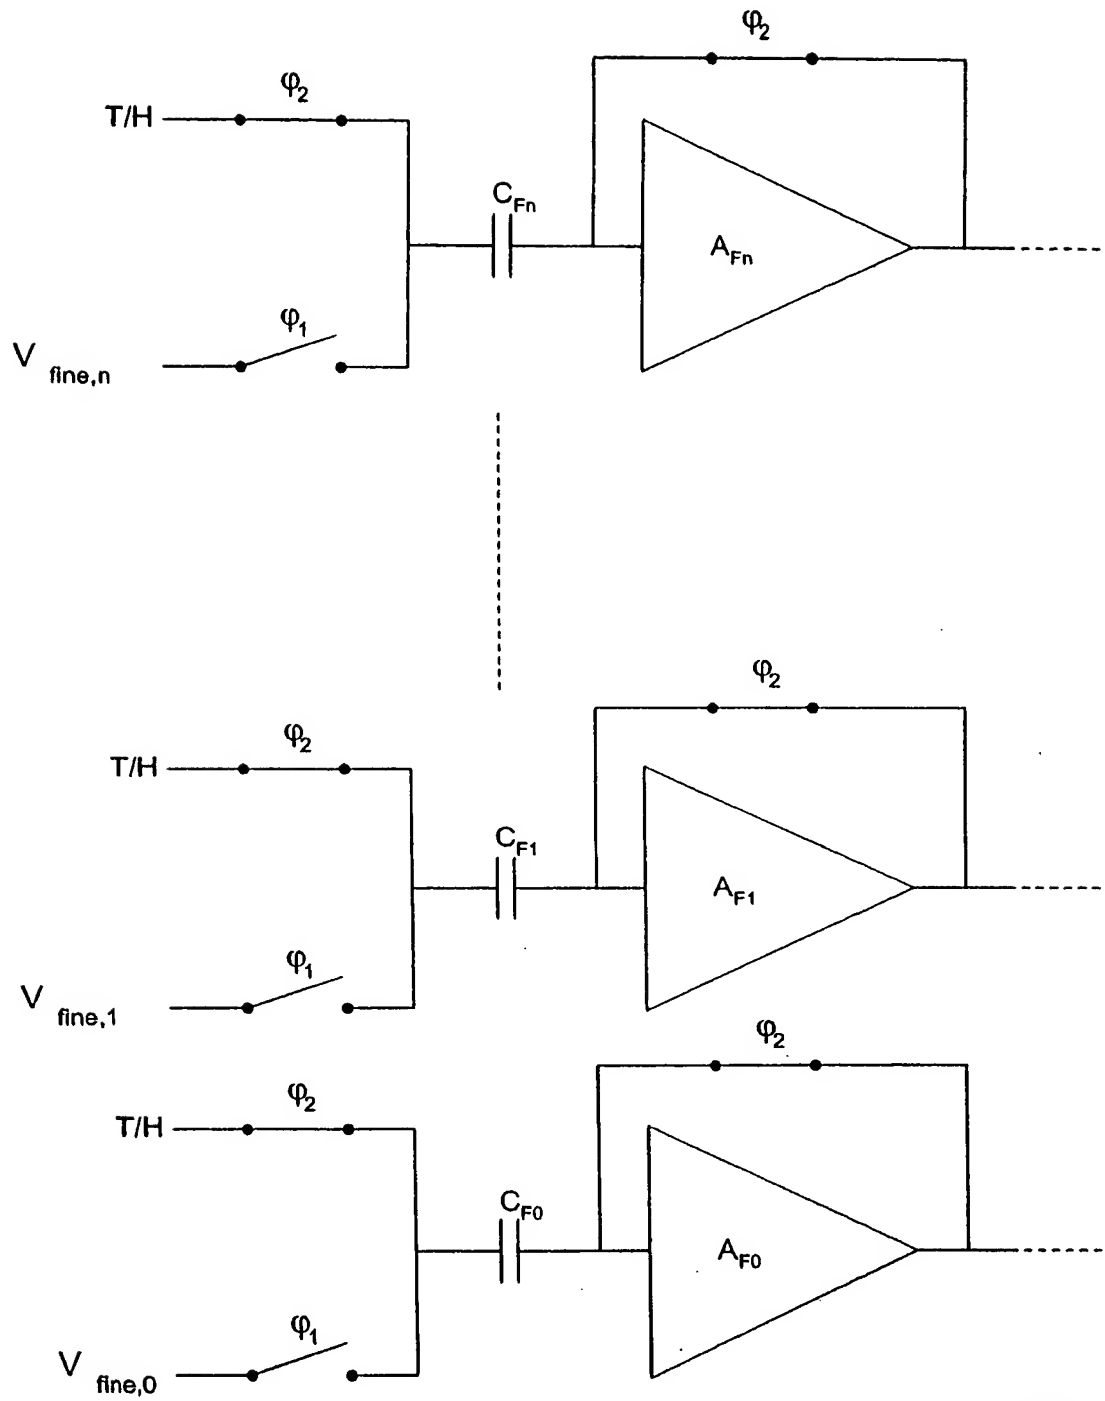 φ2
φ2
T/H
CFn
AFn
φ1
V fine,n
φ2
φ2
T/H
CF1
AF1
φ1
V fine,1
φ2
φ2
T/H
CF0
AF0
φ1
V fine,0